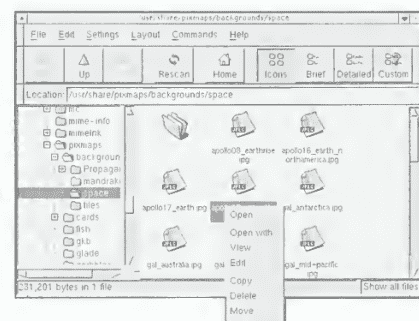 /usr/share/pixmaps/backgrounds/space
File Edit Settings Layout Commands Help
Up Rescan Home Icons Brief Detailed Custom
Location: /usr/share/pixmaps/backgrounds/space
mime-info
mimelnk
pixmaps
backgroun
Propagan
mandrake
space
tiles
cards
fish
gkb
glade
apollo08_earthrise
.jpg
apollo16_earth_n
orthamerica.jpg
apollo17_earth.jpg
gal_antarctica.jpg
gal_australia.jpg
gal_mid-pacific
.jpg
Open
Open with
View
Edit
Copy
Delete
Move
231,201 bytes in 1 file
Show all files